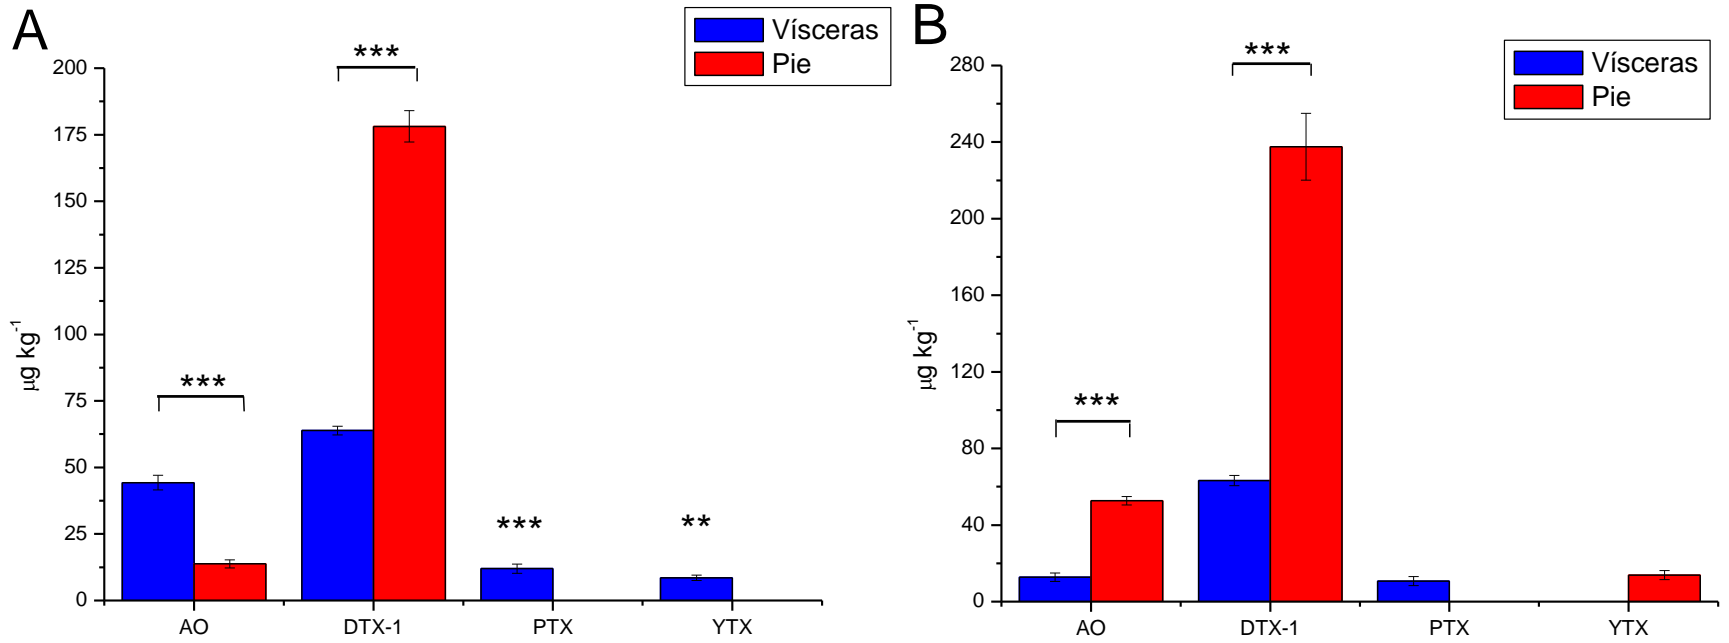 A
Vísceras
Pie
***
200
175
150
125
100
75
50
25
0
µg kg-1
***
***
**
AO DTX-1 PTX YTX
B
Vísceras
Pie
***
280
240
200
160
120
80
40
0
µg kg-1
***
AO DTX-1 PTX YTX